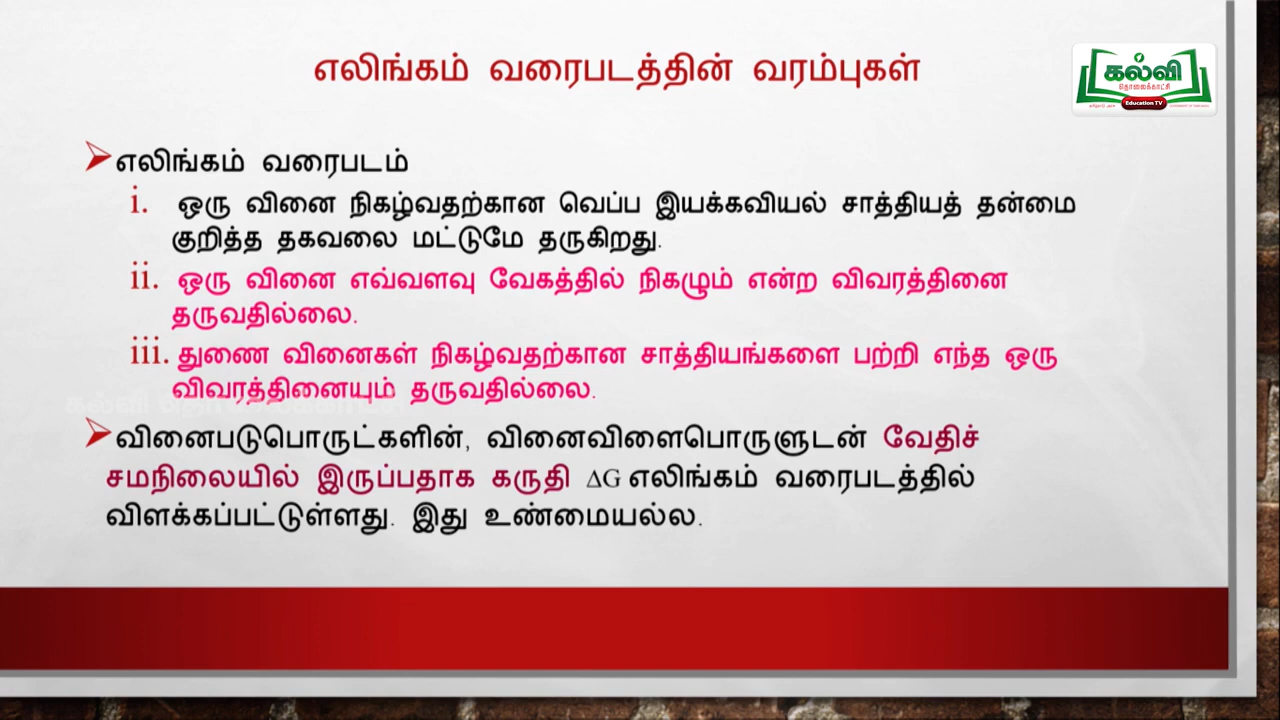 எலிங்கம் வரைபடத்தின் வரம்புகள்
கல்வி
தொலைக்காட்சி
Education TV
எலிங்கம் வரைபடம்
i. ஒரு வினை நிகழ்வதற்கான வெப்ப இயக்கவியல் சாத்தியத் தன்மை
குறித்த தகவலை மட்டுமே தருகிறது.
ii. ஒரு வினை எவ்வளவு வேகத்தில் நிகழும் என்ற விவரத்தினை
தருவதில்லை.
iii. துணை வினைகள் நிகழ்வதற்கான சாத்தியங்களை பற்றி எந்த ஒரு
விவரத்தினையும் தருவதில்லை.
கல்வி தொலைக்காட்சி
வினைபடுபொருட்களின், வினைவிளைபொருளுடன் வேதிச்
சமநிலையில் இருப்பதாக கருதி ΔG எலிங்கம் வரைபடத்தில்
விளக்கப்பட்டுள்ளது. இது உண்மையல்ல.